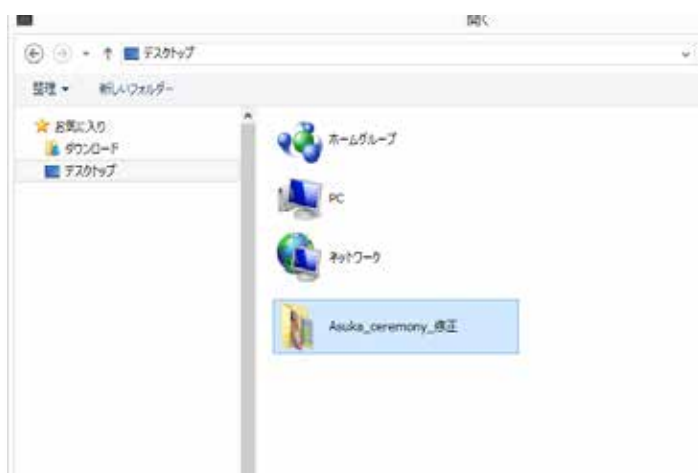 開く
デスクトップ
整理
新しいフォルダー
お気に入り
ダウンロード
デスクトップ
ホームグループ
PC
ネットワーク
Asuka_ceremony_修正